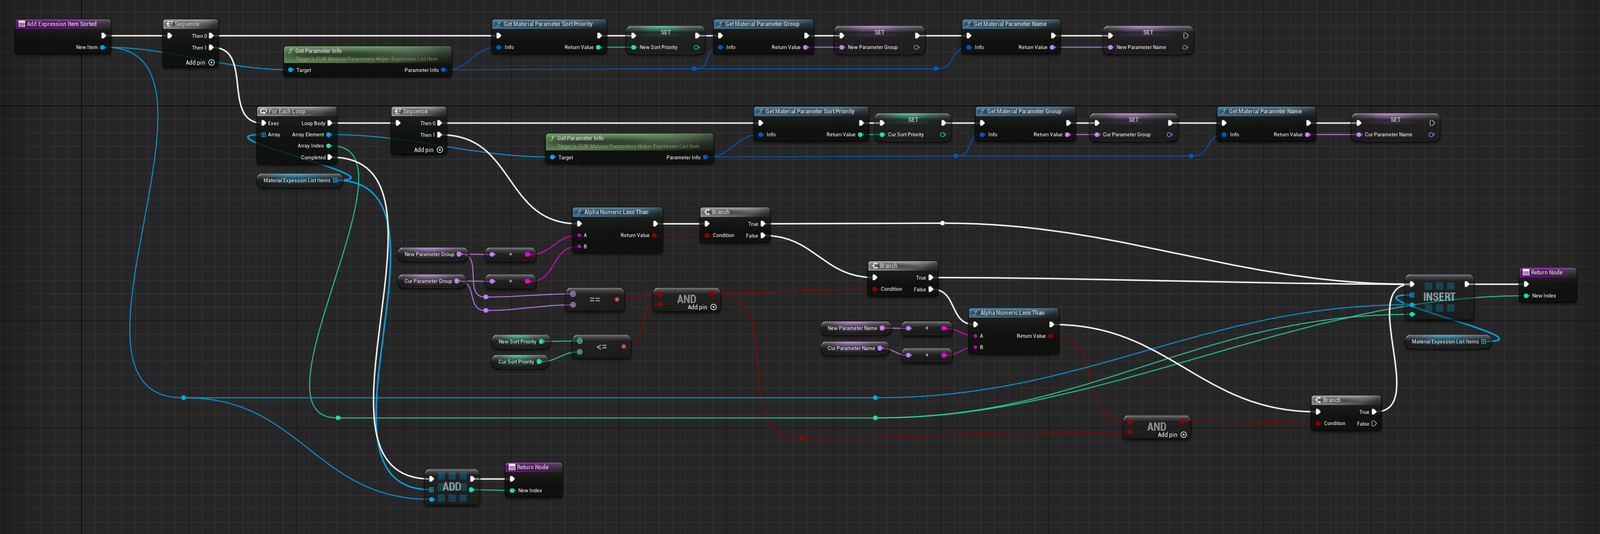 Add Expression Item Sorted
New Item
Sequence
Then 0
Then 1
Add pin
Get Parameter Info
Target is EUW Material Parameters Helper Expression List Item
Target
Parameter Info
Get Material Parameter Sort Priority
Info
Return Value
SET
New Sort Priority
Get Material Parameter Group
Info
Return Value
SET
New Parameter Group
Get Material Parameter Name
Info
Return Value
SET
New Parameter Name
For Each Loop
Exec
Loop Body
Array
Array Element
Array Index
Completed
Material Expession List Items
Sequence
Then 0
Then 1
Add pin
Get Parameter Info
Target is EUW Material Parameters Helper Expression List Item
Target
Parameter Info
Get Material Parameter Sort Priority
Info
Return Value
SET
Cur Sort Priority
Get Material Parameter Group
Info
Return Value
SET
Cur Parameter Group
Get Material Parameter Name
Info
Return Value
SET
Cur Parameter Name
Alpha Numeric Less Than
A
Return Value
B
Branch
True
Condition
False
New Parameter Group
Cur Parameter Group
==
AND
Add pin
New Sort Priority
Cur Sort Priority
<=
Branch
True
Condition
False
Alpha Numeric Less Than
A
Return Value
B
New Parameter Name
Cur Parameter Name
AND
Add pin
Branch
True
Condition
False
INSERT
Material Expession List Items
Return Node
New Index
ADD
Return Node
New Index